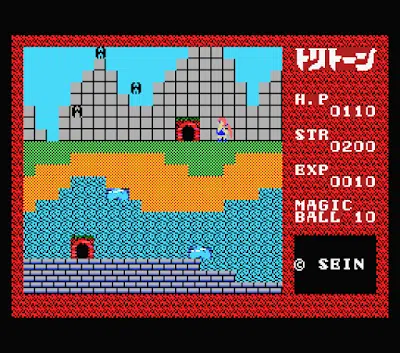 トリトーン
H.P
0110
STR
0200
EXP
0010
MAGIC
BALL 10
© SEIN